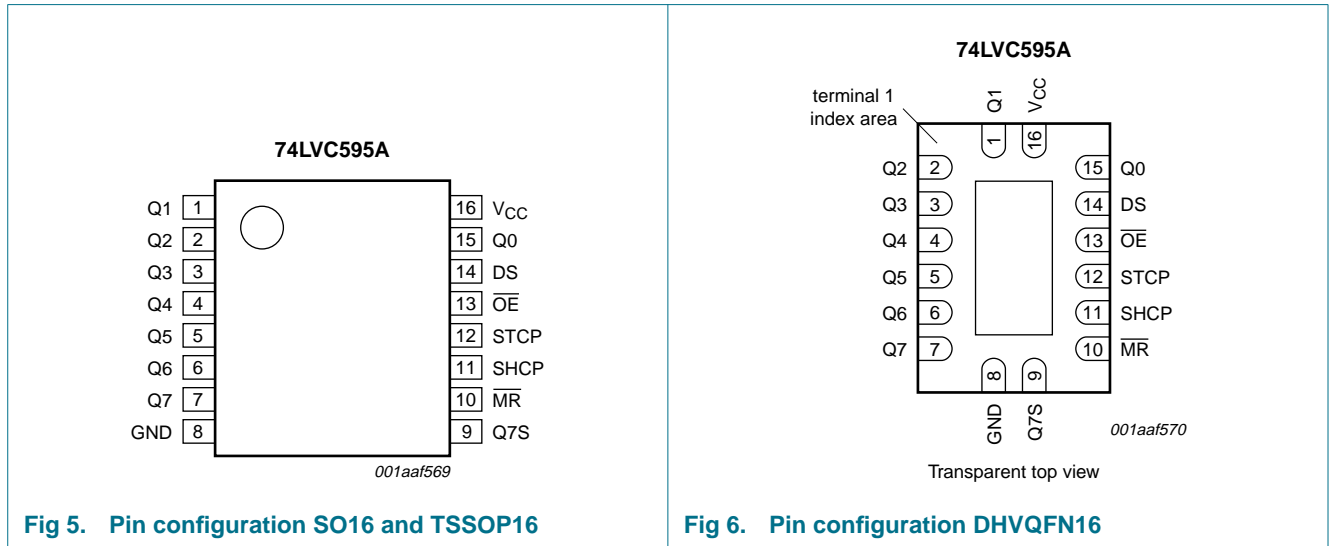 74LVC595A
Q1 1
Q2 2
Q3 3
Q4 4
Q5 5
Q6 6
Q7 7
GND 8
16 VCC
15 Q0
14 DS
13 O̅E̅
12 STCP
11 SHCP
10 M̅R̅
9 Q7S
001aaf569
Fig 5. Pin configuration SO16 and TSSOP16
74LVC595A
terminal 1
index area
Q1 1
VCC 16
Q2 2
Q3 3
Q4 4
Q5 5
Q6 6
Q7 7
15 Q0
14 DS
13 O̅E̅
12 STCP
11 SHCP
10 M̅R̅
8 GND
9 Q7S
001aaf570
Transparent top view
Fig 6. Pin configuration DHVQFN16